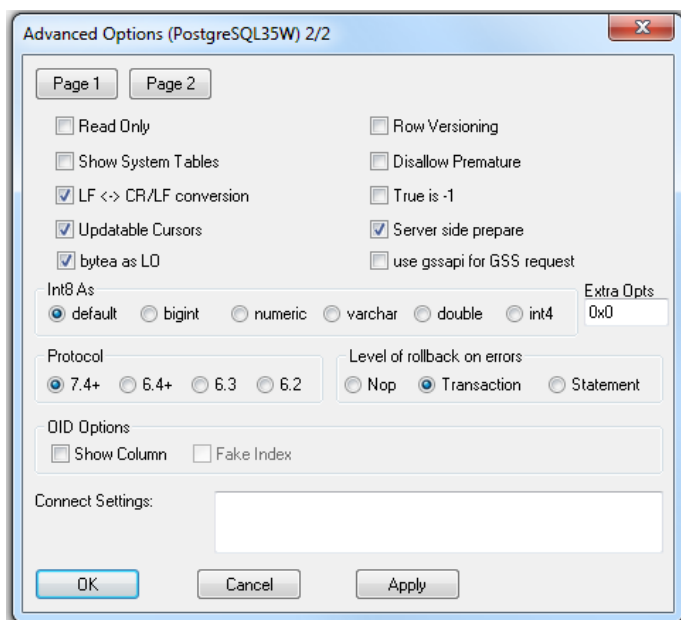 Advanced Options (PostgreSQL35W) 2/2
Page 1 Page 2
Read Only Row Versioning
Show System Tables Disallow Premature
LF <-> CR/LF conversion True is -1
Updatable Cursors Server side prepare
bytea as LO use gssapi for GSS request
Int8 As Extra Opts
default bigint numeric varchar double int4 0x0
Protocol Level of rollback on errors
7.4+ 6.4+ 6.3 6.2 Nop Transaction Statement
OID Options
Show Column Fake Index
Connect Settings:
OK Cancel Apply